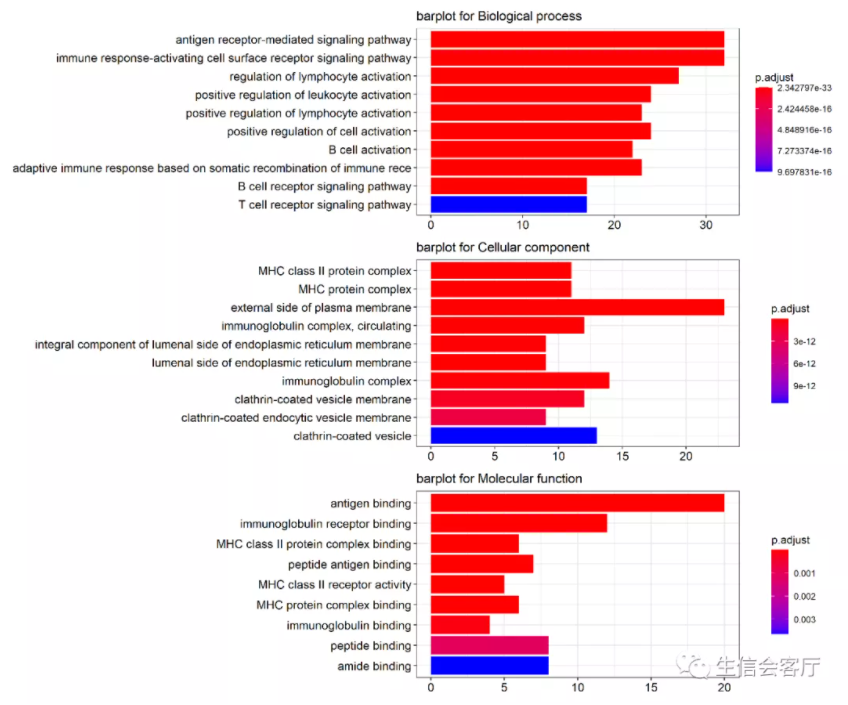 barplot for Biological process
antigen receptor-mediated signaling pathway
immune response-activating cell surface receptor signaling pathway
regulation of lymphocyte activation
positive regulation of leukocyte activation
positive regulation of lymphocyte activation
positive regulation of cell activation
B cell activation
adaptive immune response based on somatic recombination of immune rece
B cell receptor signaling pathway
T cell receptor signaling pathway
0 10 20 30
p.adjust
2.342797e-33
2.424458e-16
4.848916e-16
7.273374e-16
9.697831e-16
barplot for Cellular component
MHC class II protein complex
MHC protein complex
external side of plasma membrane
immunoglobulin complex, circulating
integral component of lumenal side of endoplasmic reticulum membrane
lumenal side of endoplasmic reticulum membrane
immunoglobulin complex
clathrin-coated vesicle membrane
clathrin-coated endocytic vesicle membrane
clathrin-coated vesicle
0 5 10 15 20
p.adjust
3e-12
6e-12
9e-12
barplot for Molecular function
antigen binding
immunoglobulin receptor binding
MHC class II protein complex binding
peptide antigen binding
MHC class II receptor activity
MHC protein complex binding
immunoglobulin binding
peptide binding
amide binding
0 5 10 15 20
p.adjust
0.001
0.002
0.003
生信会客厅